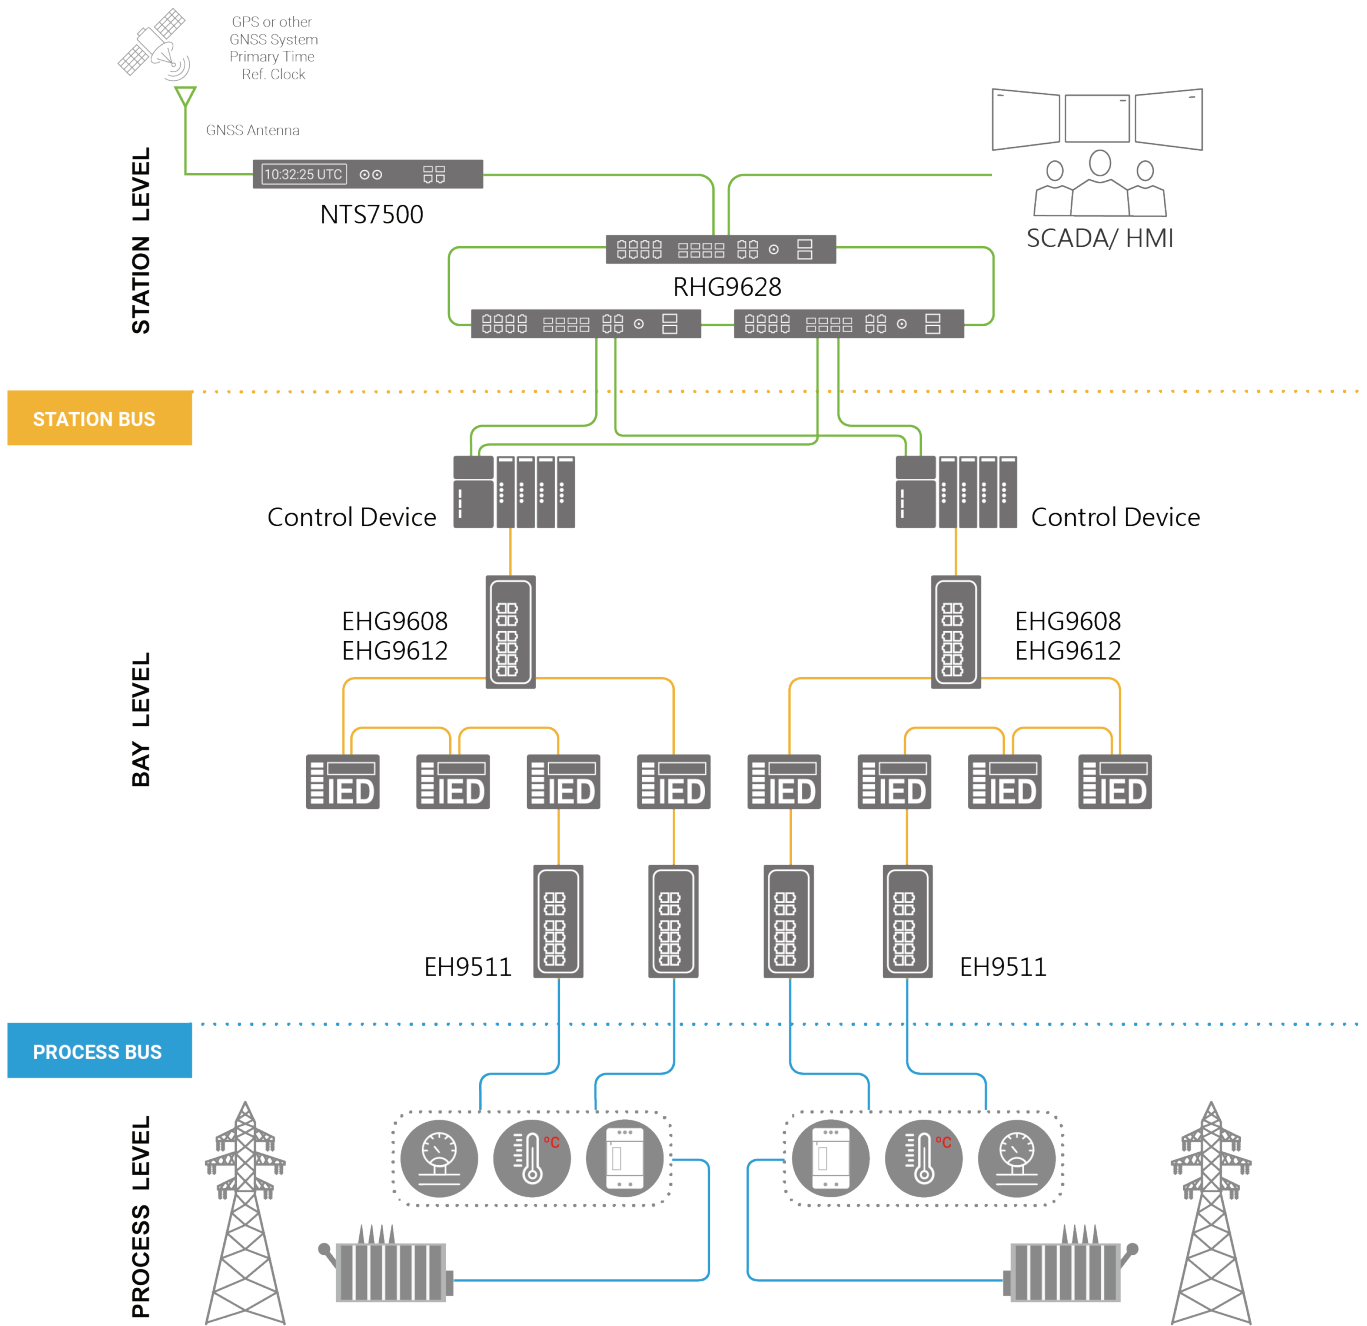 GPS or other
GNSS System
Primary Time
Ref. Clock
GNSS Antenna
STATION LEVEL
10:32:25 UTC
NTS7500
SCADA/ HMI
RHG9628
STATION BUS
Control Device
Control Device
EHG9608
EHG9612
EHG9608
EHG9612
BAY LEVEL
IED
IED
IED
IED
IED
IED
IED
IED
EH9511
EH9511
PROCESS BUS
PROCESS LEVEL
°C
°C